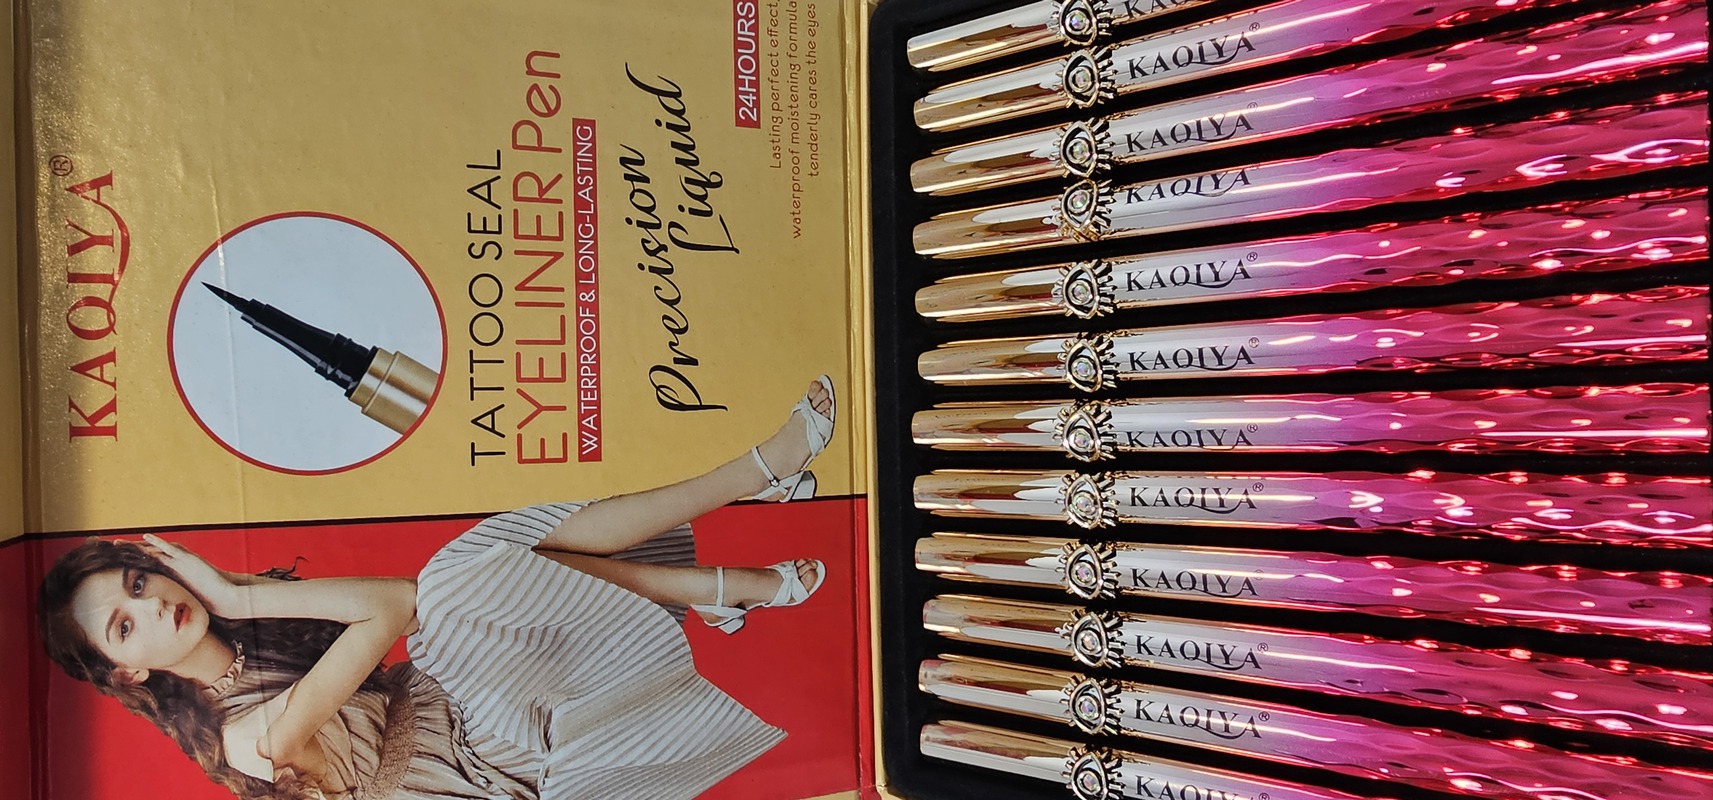 KAQIYA®
TATTOO SEAL
EYELINER Pen
WATERPROOF & LONG-LASTING
Precision
Liquid
24HOURS
Lasting perfect effect,
waterproof moistening formula
tenderly cares the eyes
KAQIYA
KAQIYA®
KAQIYA®
KAQIYA®
KAQIYA®
KAQIYA®
KAQIYA®
KAQIYA®
KAQIYA®
KAQIYA®
KAQIYA®
KAQIYA®